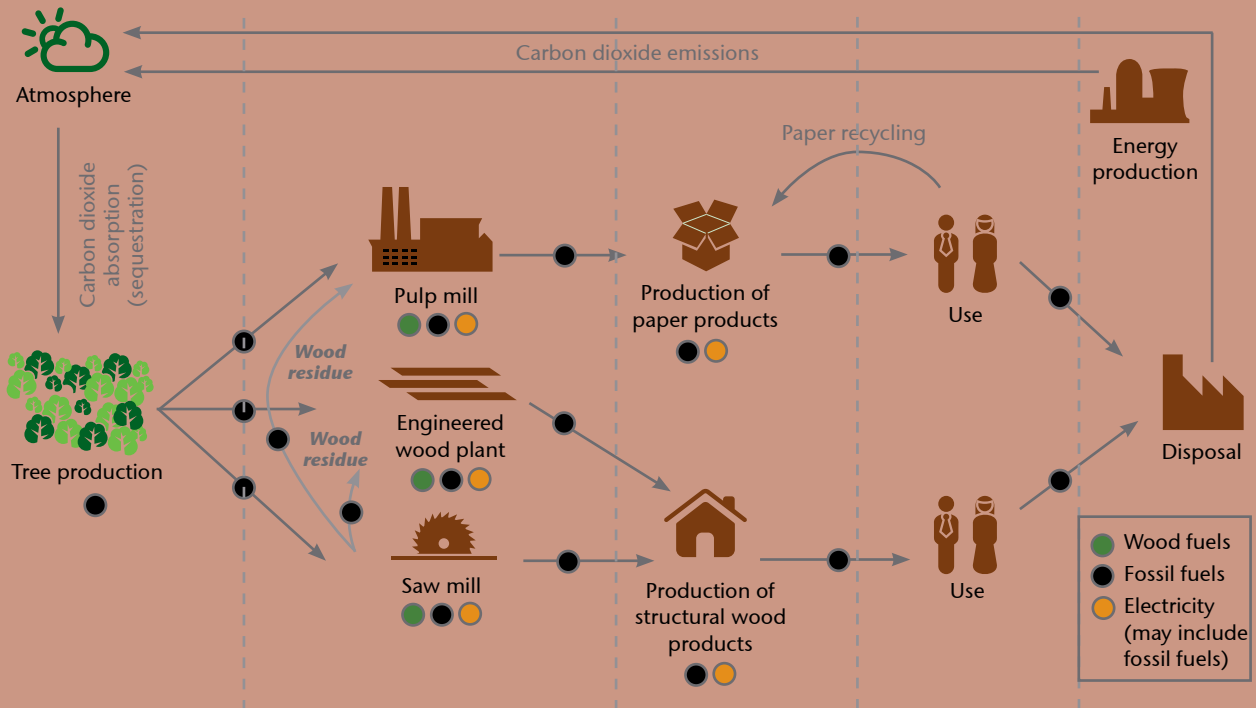 Carbon dioxide emissions
Atmosphere
Energy
production
Paper recycling
Carbon dioxide
absorption
(sequestration)
Pulp mill
Production of
paper products
Use
Wood
residue
Engineered
wood plant
Wood
residue
Tree production
Disposal
Saw mill
Production of
structural wood
products
Use
Wood fuels
Fossil fuels
Electricity
(may include
fossil fuels)